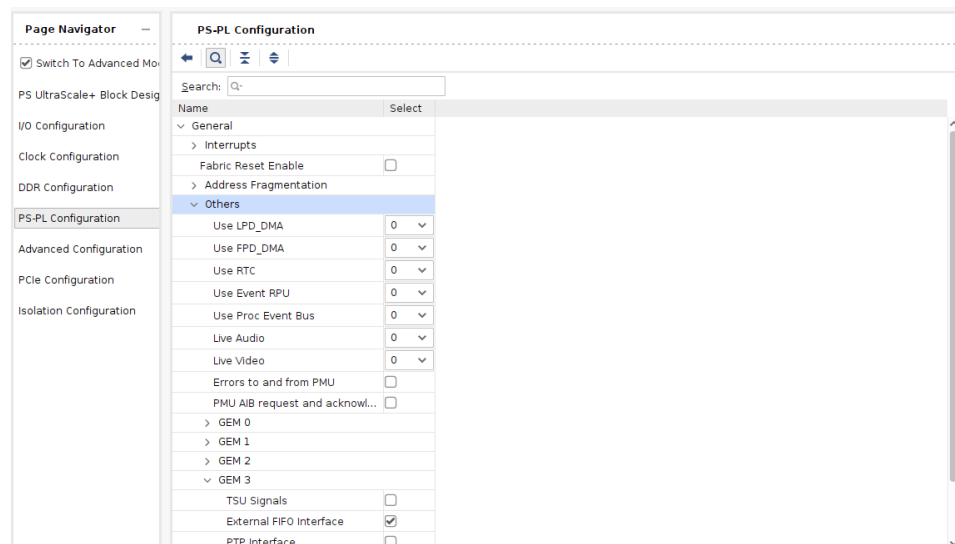 Page Navigator
Switch To Advanced Mo
PS UltraScale+ Block Desig
I/O Configuration
Clock Configuration
DDR Configuration
PS-PL Configuration
Advanced Configuration
PCIe Configuration
Isolation Configuration
PS-PL Configuration
Search:
Name Select
General
Interrupts
Fabric Reset Enable
Address Fragmentation
Others
Use LPD_DMA 0
Use FPD_DMA 0
Use RTC 0
Use Event RPU 0
Use Proc Event Bus 0
Live Audio 0
Live Video 0
Errors to and from PMU
PMU AIB request and acknowl...
GEM 0
GEM 1
GEM 2
GEM 3
TSU Signals
External FIFO Interface
PTP Interface